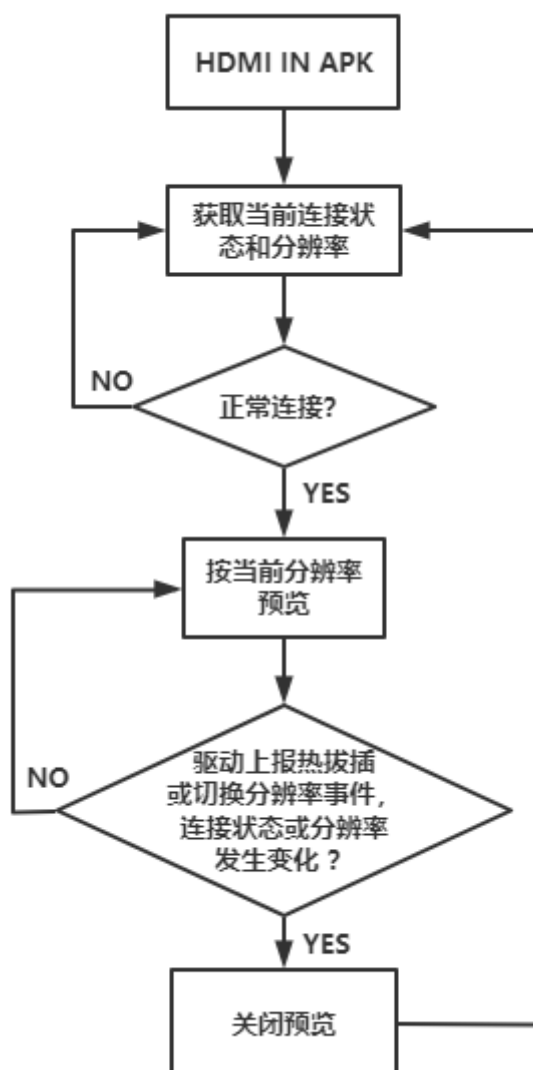 HDMI IN APK
获取当前连接状
态和分辨率
NO
正常连接?
YES
按当前分辨率
预览
NO
驱动上报热拔插
或切换分辨率事件，
连接状态或分辨率
发生变化？
YES
关闭预览